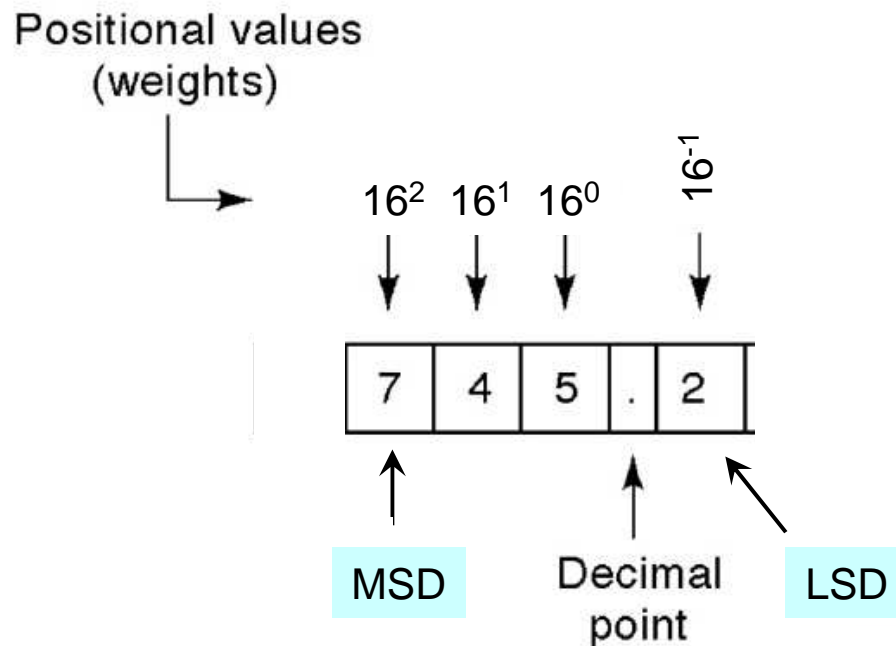 Positional values
(weights)
16² 16¹ 16⁰ 16⁻¹
7 4 5 . 2
MSD
Decimal
point
LSD